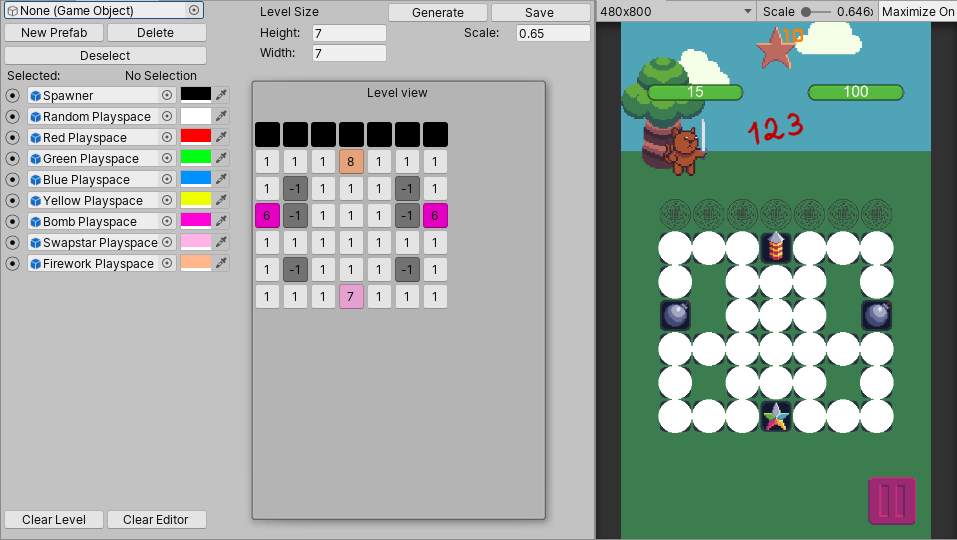 None (Game Object)
New Prefab
Delete
Deselect
Selected:
No Selection
Spawner
Random Playspace
Red Playspace
Green Playspace
Blue Playspace
Yellow Playspace
Bomb Playspace
Swapstar Playspace
Firework Playspace
Clear Level
Clear Editor
Level Size
Generate
Save
Height: 7
Scale: 0.65
Width: 7
Level view
1 1 1 8 1 1 1
1 -1 1 1 1 -1 1
6 -1 1 1 1 -1 6
1 1 1 1 1 1 1
1 -1 1 1 1 -1 1
1 1 1 7 1 1 1
480x800
Scale
0.646x
Maximize On
10
15
100
123